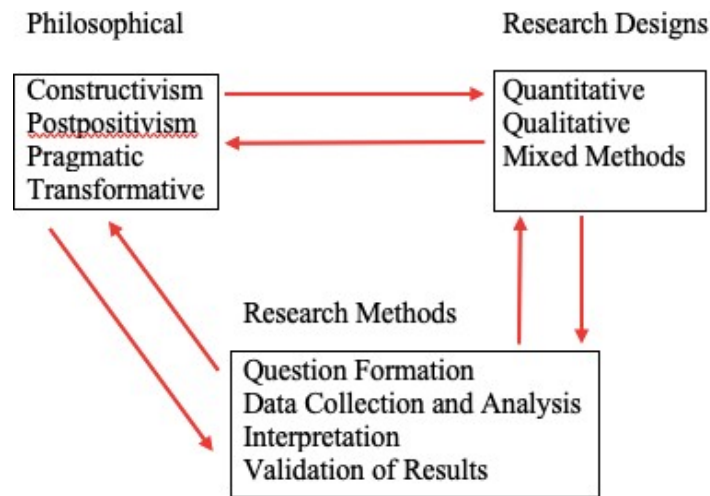 Philosophical
Constructivism
Postpositivism
Pragmatic
Transformative
Research Designs
Quantitative
Qualitative
Mixed Methods
Research Methods
Question Formation
Data Collection and Analysis
Interpretation
Validation of Results